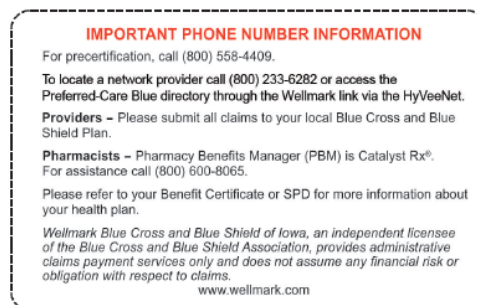 IMPORTANT PHONE NUMBER INFORMATION
For precertification, call (800) 558-4409.
To locate a network provider call (800) 233-6282 or access the
Preferred-Care Blue directory through the Wellmark link via the HyVeeNet.
Providers – Please submit all claims to your local Blue Cross and Blue
Shield Plan.
Pharmacists – Pharmacy Benefits Manager (PBM) is Catalyst Rx®.
For assistance call (800) 600-8065.
Please refer to your Benefit Certificate or SPD for more information about
your health plan.
Wellmark Blue Cross and Blue Shield of Iowa, an independent licensee
of the Blue Cross and Blue Shield Association, provides administrative
claims payment services only and does not assume any financial risk or
obligation with respect to claims.
www.wellmark.com